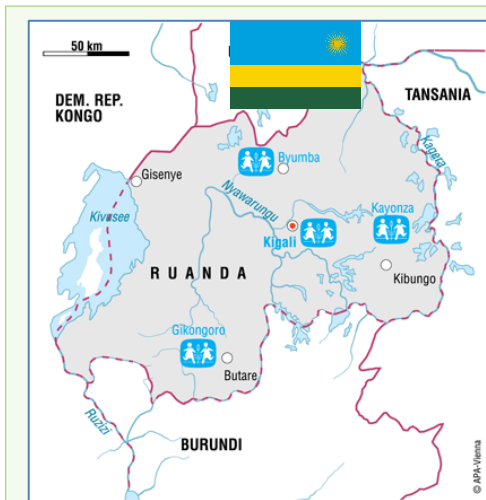 50 km
DEM. REP.
KONGO
TANSANIA
Kagera
Byumba
Gisenye
Nyawarungu
Kayonza
Kivusee
Kigali
RUANDA
Kibungo
Gikongoro
Butare
Ruzizi
BURUNDI
© APA-Vienna